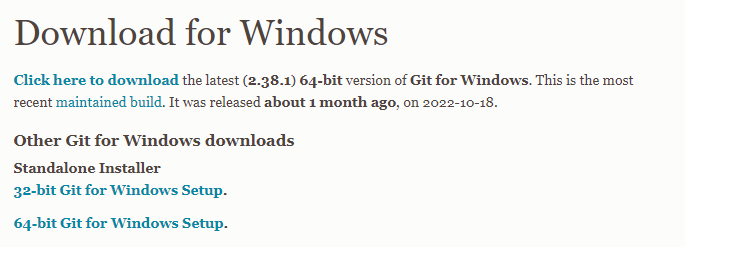 Download for Windows
Click here to download the latest (2.38.1) 64-bit version of Git for Windows. This is the most
recent maintained build. It was released about 1 month ago, on 2022-10-18.
Other Git for Windows downloads
Standalone Installer
32-bit Git for Windows Setup.
64-bit Git for Windows Setup.